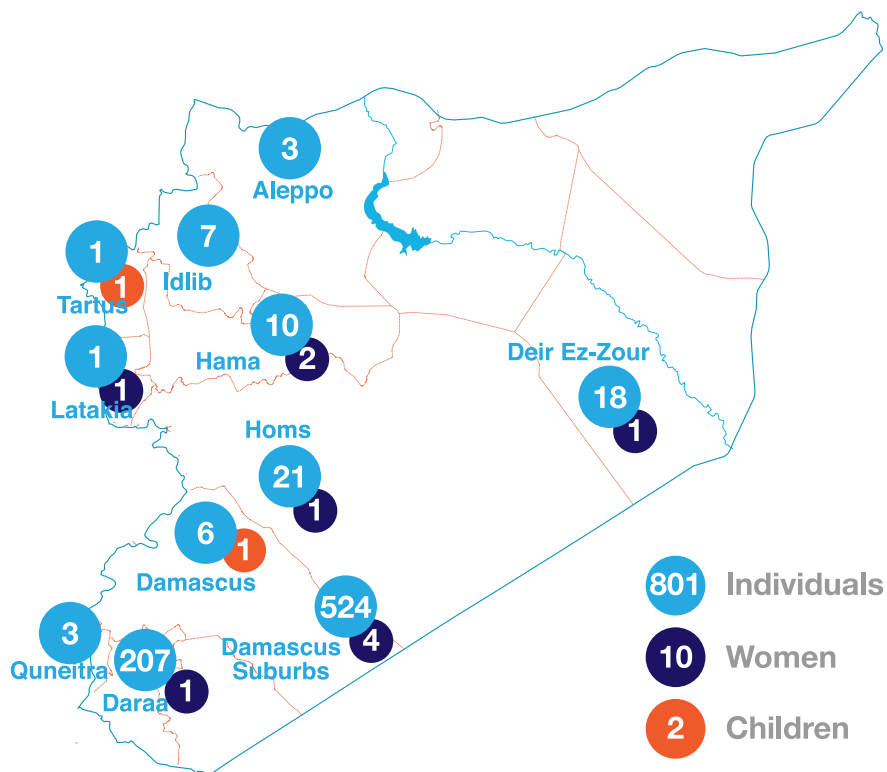 3
Aleppo
7
Idlib
1
1
Tartus
10
2
Hama
1
1
Latakia
Deir Ez-Zour
18
1
Homs
21
1
6
1
Damascus
524
4
Damascus
Suburbs
3
Quneitra
207
1
Daraa
801 Individuals
10 Women
2 Children